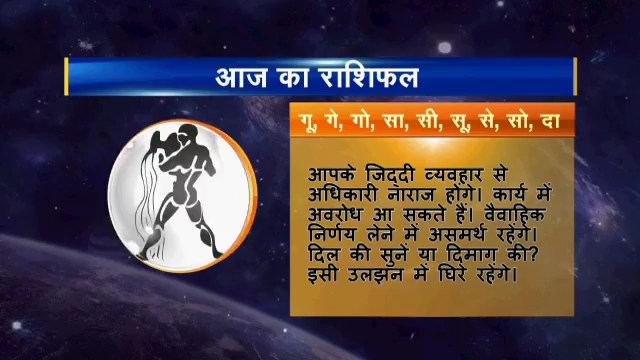 आज का राशिफल
गू, गे, गो, सा, सी, सू, से, सो, दा
आपके जिद्दी व्यवहार से
अधिकारी नाराज होंगे। कार्य में
अवरोध आ सकते हैं। वैवाहिक
निर्णय लेने में असमर्थ रहेंगे।
दिल की सुनें या दिमाग की?
इसी उलझन में घिरे रहेंगे।